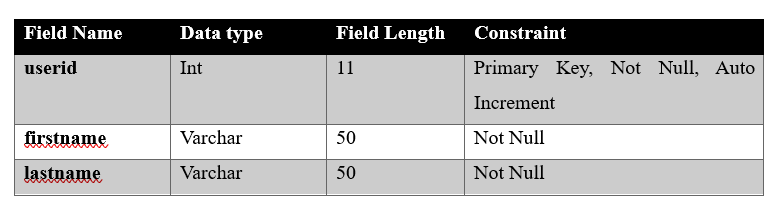 Field Name Data type Field Length Constraint
userid Int 11 Primary Key, Not Null, Auto
Increment
firstname Varchar 50 Not Null
lastname Varchar 50 Not Null